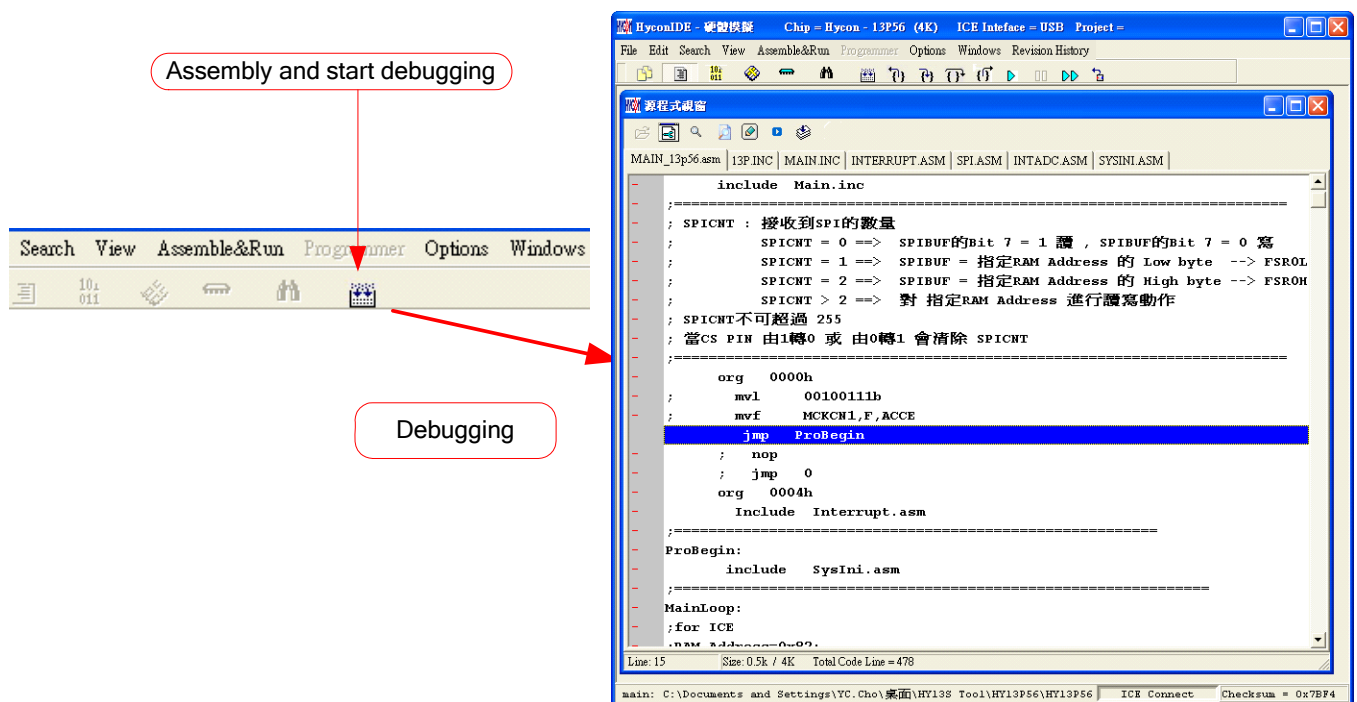 Assembly and start debugging
Search View Assemble&Run Programmer Options Windows
10
011
Debugging
HyconIDE - 硬體模擬 Chip = Hycon - 13P56 (4K) ICE Inteface = USB Project =
File Edit Search View Assemble&Run Programmer Options Windows Revision History
源程式視窗
MAIN_13p56.asm 13P.INC MAIN.INC INTERRUPT.ASM SPI.ASM INTADC.ASM SYSINI.ASM
include Main.inc
;=======================================================================
; SPICNT : 接收到SPI的數量
; SPICNT = 0 ==> SPIBUF的Bit 7 = 1 讀 , SPIBUF的Bit 7 = 0 寫
; SPICNT = 1 ==> SPIBUF = 指定RAM Address 的 Low byte --> FSR0L
; SPICNT = 2 ==> SPIBUF = 指定RAM Address 的 High byte --> FSR0H
; SPICNT > 2 ==> 對 指定RAM Address 進行讀寫動作
; SPICNT不可超過 255
; 當CS PIN 由1轉0 或 由0轉1 會清除 SPICNT
;=======================================================================
org 0000h
; mvl 00100111b
; mvf MCKCN1,F,ACCE
jmp ProBegin
; nop
; jmp 0
org 0004h
Include Interrupt.asm
;========================================================
ProBegin:
include SysIni.asm
;==============================================================
MainLoop:
;for ICE
;RAM Address=0x82:
Line: 15 Size: 0.5k / 4K Total Code Line = 478
main: C:\Documents and Settings\YC.Cho\桌面\HY13S Tool\HY13P56\HY13P56 ICE Connect Checksum = 0x7BF4